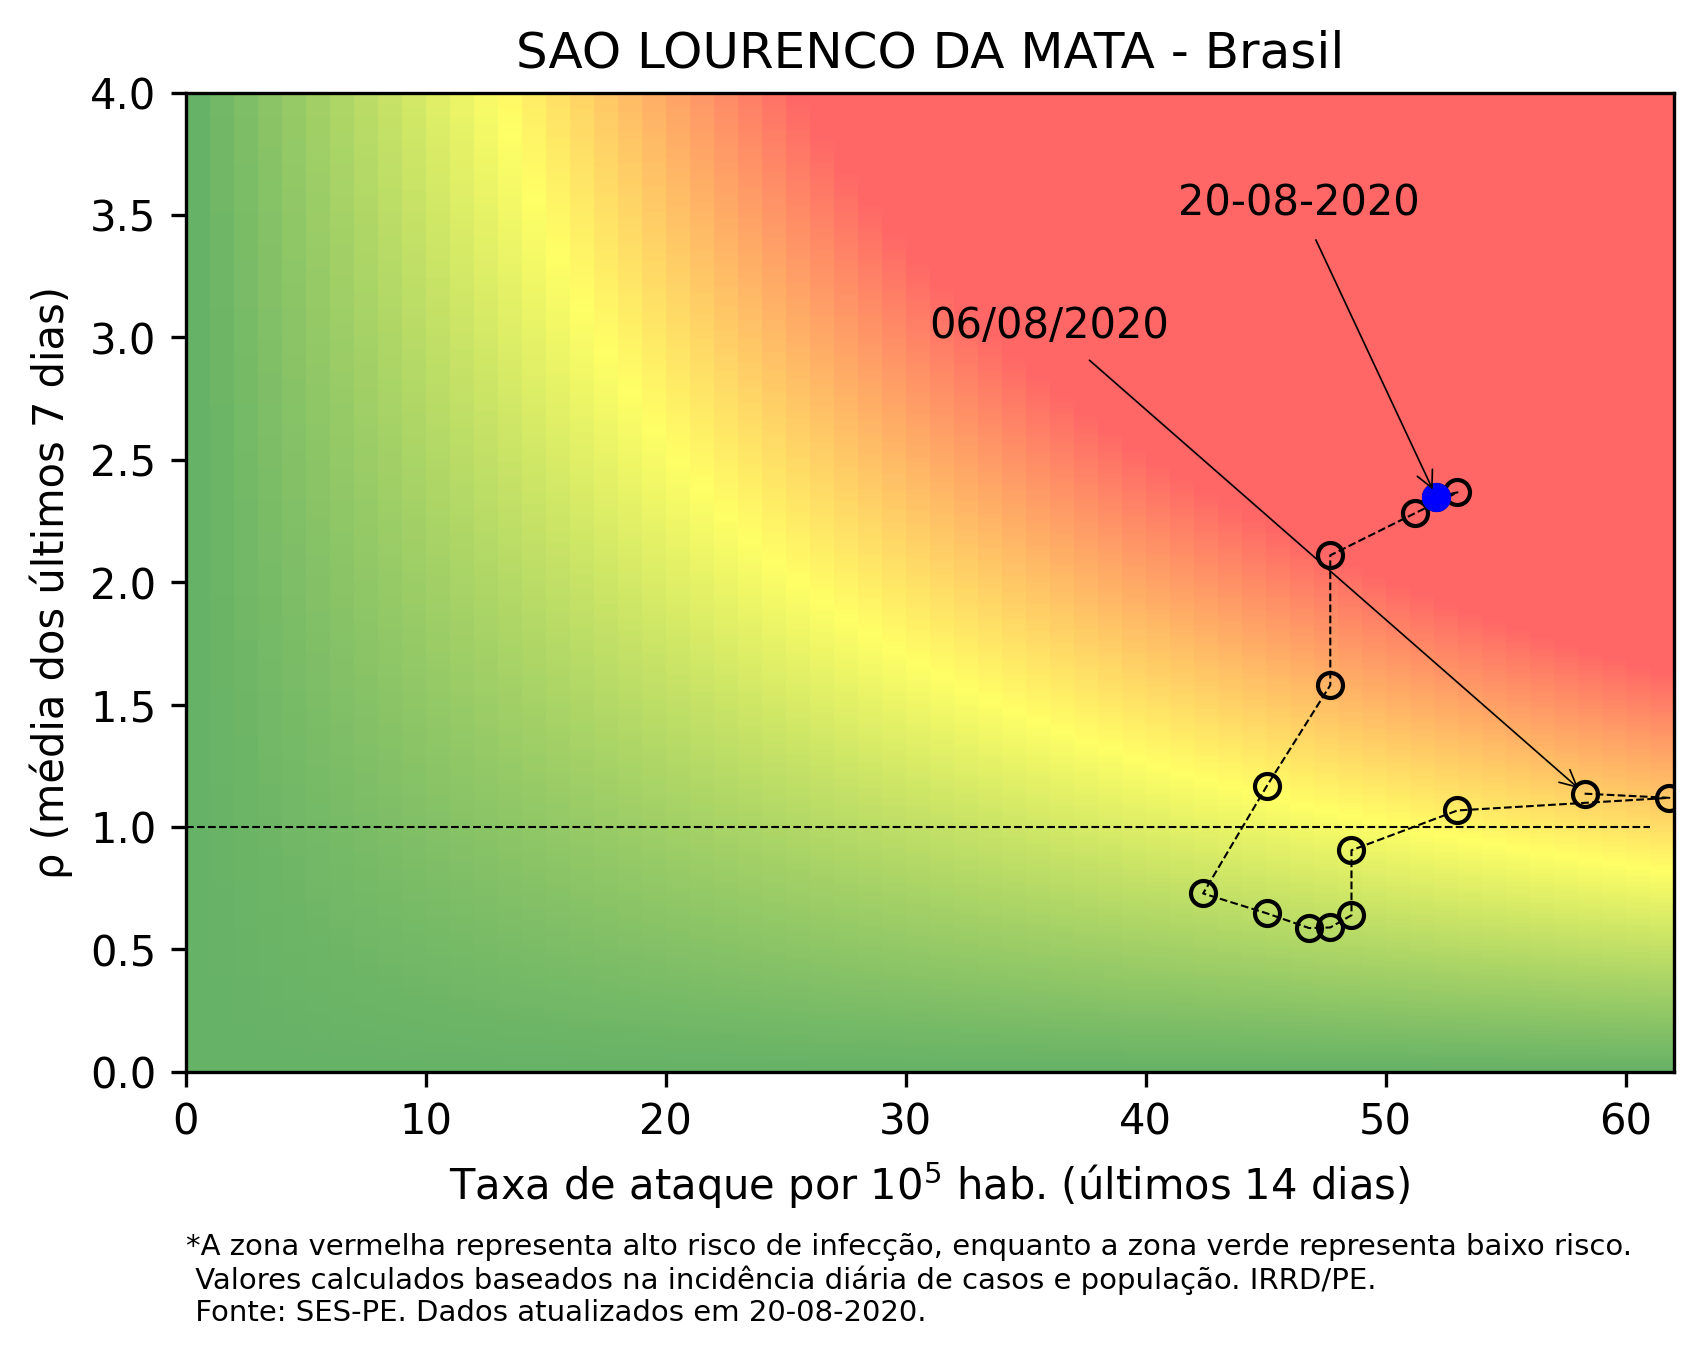 SAO LOURENCO DA MATA - Brasil
4.0
3.5
3.0
2.5
2.0
1.5
1.0
0.5
0.0
ρ (média dos últimos 7 dias)
20-08-2020
06/08/2020
0 10 20 30 40 50 60
Taxa de ataque por 10⁵ hab. (últimos 14 dias)
*A zona vermelha representa alto risco de infecção, enquanto a zona verde representa baixo risco.
Valores calculados baseados na incidência diária de casos e população. IRRD/PE.
Fonte: SES-PE. Dados atualizados em 20-08-2020.